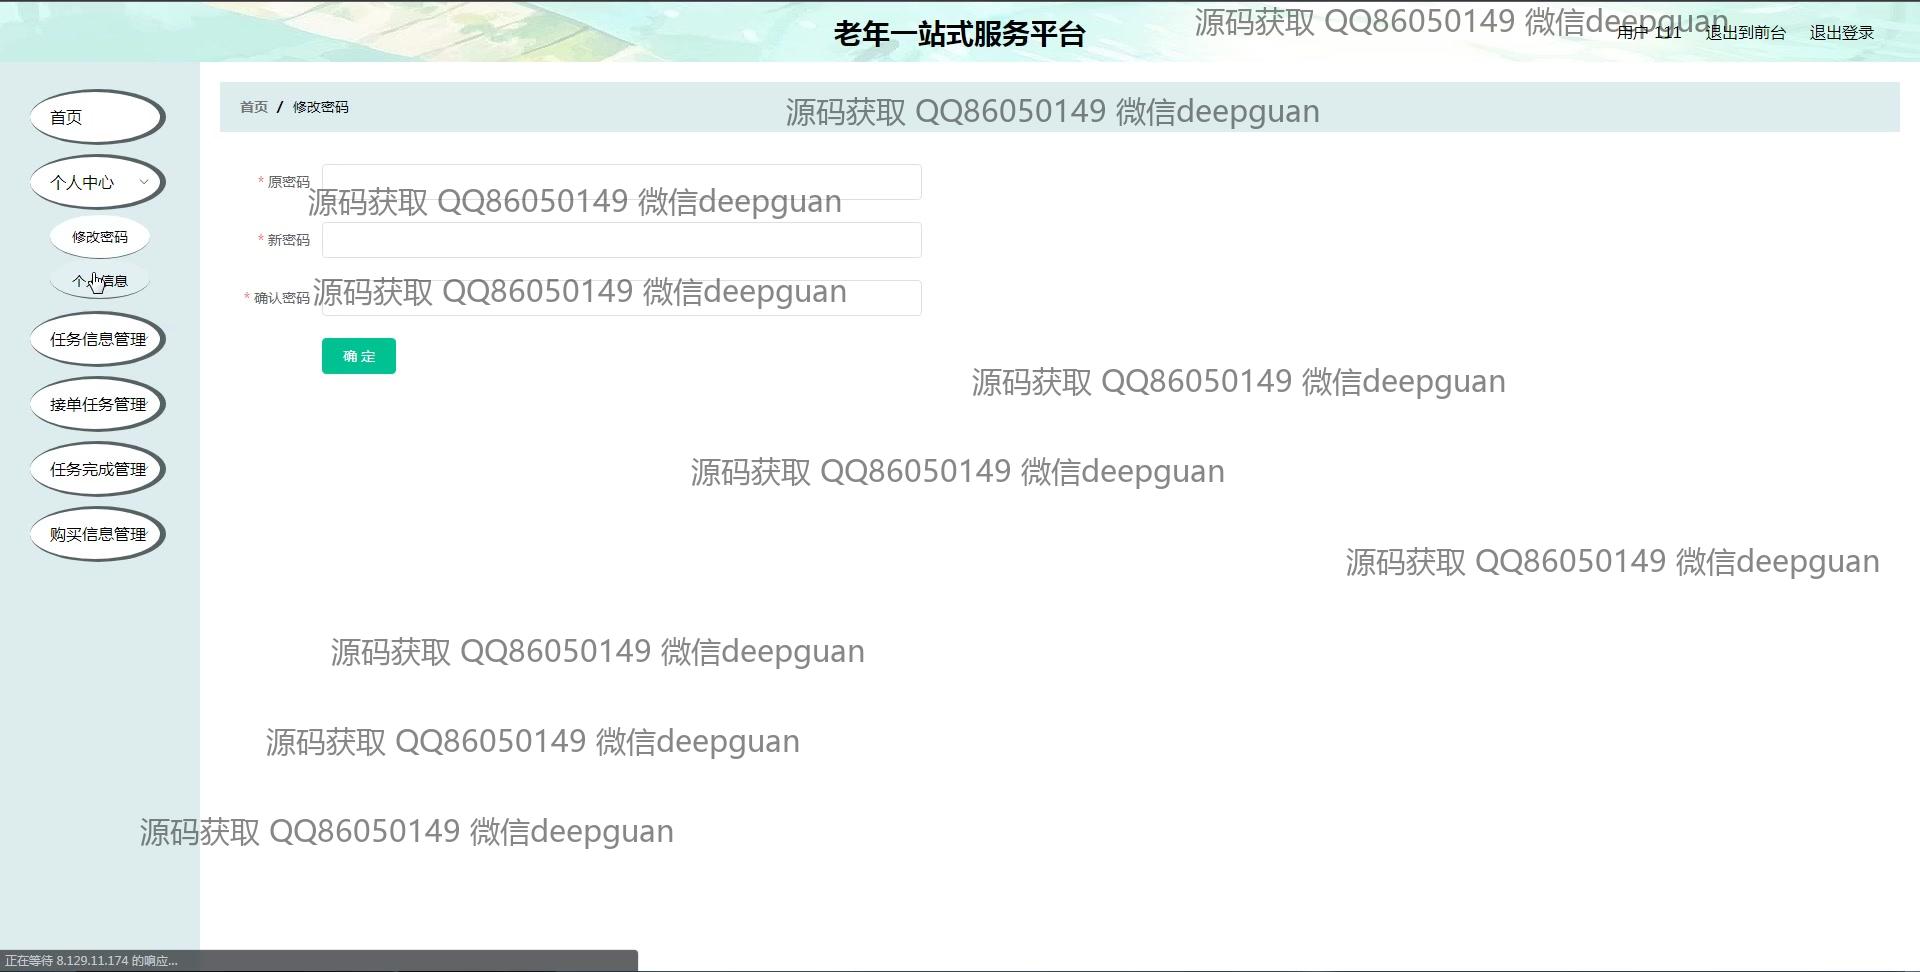 老年一站式服务平台
源码获取 QQ86050149 微信deepguan
用户 111 退出到前台 退出登录
首页
个人中心
修改密码
个人信息
任务信息管理
接单任务管理
任务完成管理
购买信息管理
首页 / 修改密码
源码获取 QQ86050149 微信deepguan
* 原密码
源码获取 QQ86050149 微信deepguan
* 新密码
* 确认密码
源码获取 QQ86050149 微信deepguan
确定
源码获取 QQ86050149 微信deepguan
源码获取 QQ86050149 微信deepguan
源码获取 QQ86050149 微信deepguan
源码获取 QQ86050149 微信deepguan
源码获取 QQ86050149 微信deepguan
源码获取 QQ86050149 微信deepguan
正在等待 8.129.11.174 的响应...